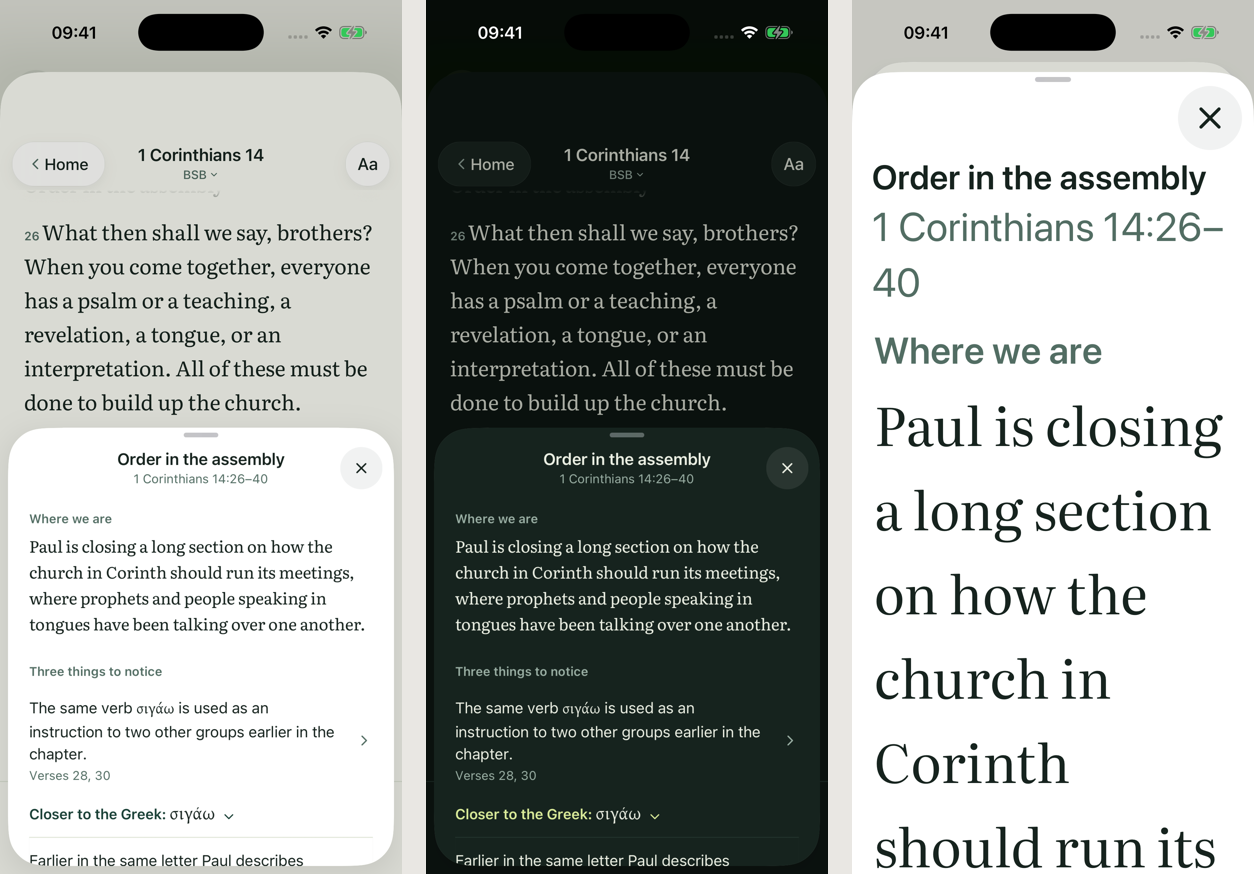 09:41
< Home
1 Corinthians 14
BSB
Aa
Order in the assembly
26 What then shall we say, brothers?
When you come together, everyone
has a psalm or a teaching, a
revelation, a tongue, or an
interpretation. All of these must be
done to build up the church.
Order in the assembly
1 Corinthians 14:26–40
Where we are
Paul is closing a long section on how the
church in Corinth should run its meetings,
where prophets and people speaking in
tongues have been talking over one another.
Three things to notice
The same verb σιγάω is used as an
instruction to two other groups earlier in the
chapter.
Verses 28, 30
Closer to the Greek: σιγάω
Earlier in the same letter Paul describes
09:41
< Home
1 Corinthians 14
BSB
Aa
Order in the assembly
26 What then shall we say, brothers?
When you come together, everyone
has a psalm or a teaching, a
revelation, a tongue, or an
interpretation. All of these must be
done to build up the church.
Order in the assembly
1 Corinthians 14:26–40
Where we are
Paul is closing a long section on how the
church in Corinth should run its meetings,
where prophets and people speaking in
tongues have been talking over one another.
Three things to notice
The same verb σιγάω is used as an
instruction to two other groups earlier in the
chapter.
Verses 28, 30
Closer to the Greek: σιγάω
Earlier in the same letter Paul describes
09:41
Order in the assembly
1 Corinthians 14:26–
40
Where we are
Paul is closing
a long section
on how the
church in
Corinth
should run its